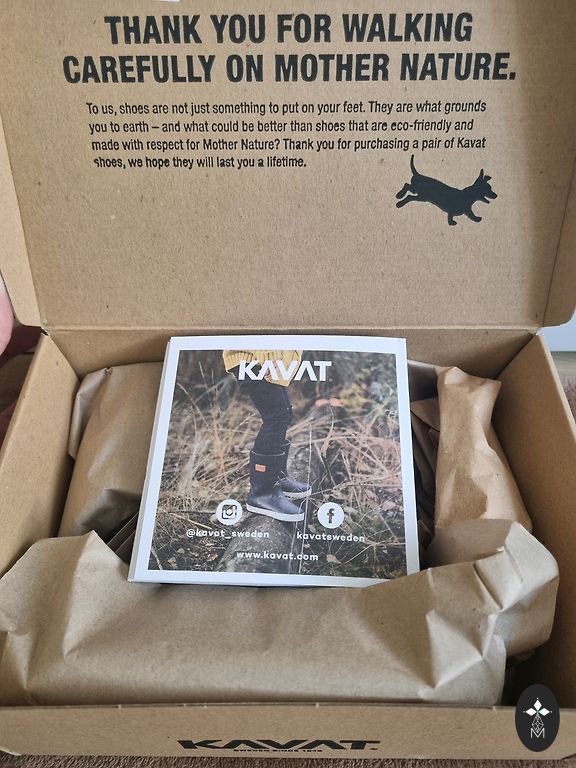 THANK YOU FOR WALKING
CAREFULLY ON MOTHER NATURE.
To us, shoes are not just something to put on your feet. They are what grounds
you to earth – and what could be better than shoes that are eco-friendly and
made with respect for Mother Nature? Thank you for purchasing a pair of Kavat
shoes, we hope they will last you a lifetime.
KAVAT
@kavat_sweden
kavatsweden
www.kavat.com
KAVAT
SWEDEN SINCE 1945
M